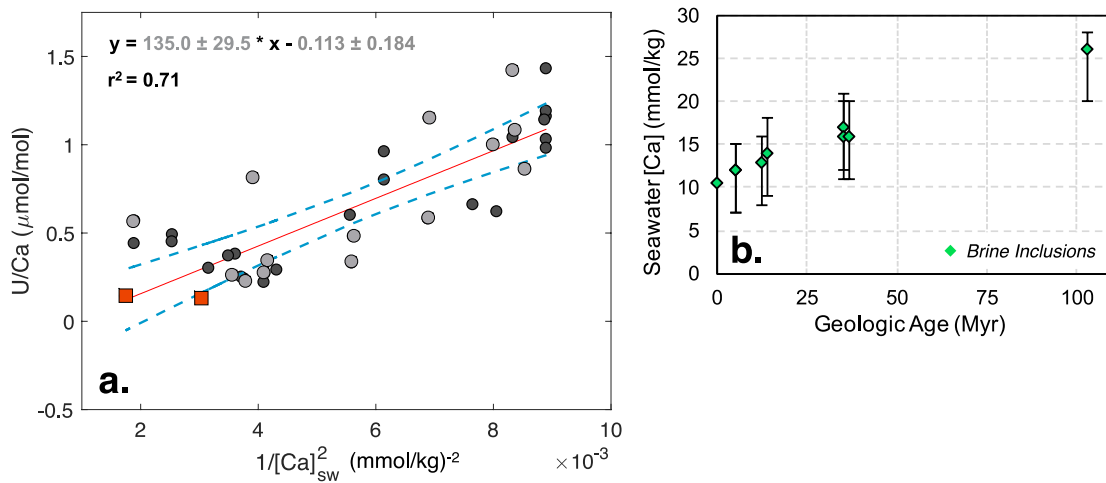 y = 135.0 ± 29.5 * x - 0.113 ± 0.184
r² = 0.71
1.5
1
0.5
0
-0.5
U/Ca (μmol/mol)
a.
2
4
6
8
10
1/[Ca]²sw (mmol/kg)⁻²
× 10⁻³
30
25
20
15
10
5
0
Seawater [Ca] (mmol/kg)
b.
Brine Inclusions
0
25
50
75
100
Geologic Age (Myr)